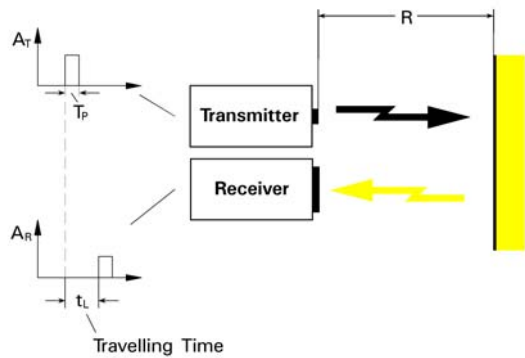 R
A_T
T_P
Transmitter
Receiver
A_R
t_L
Travelling Time